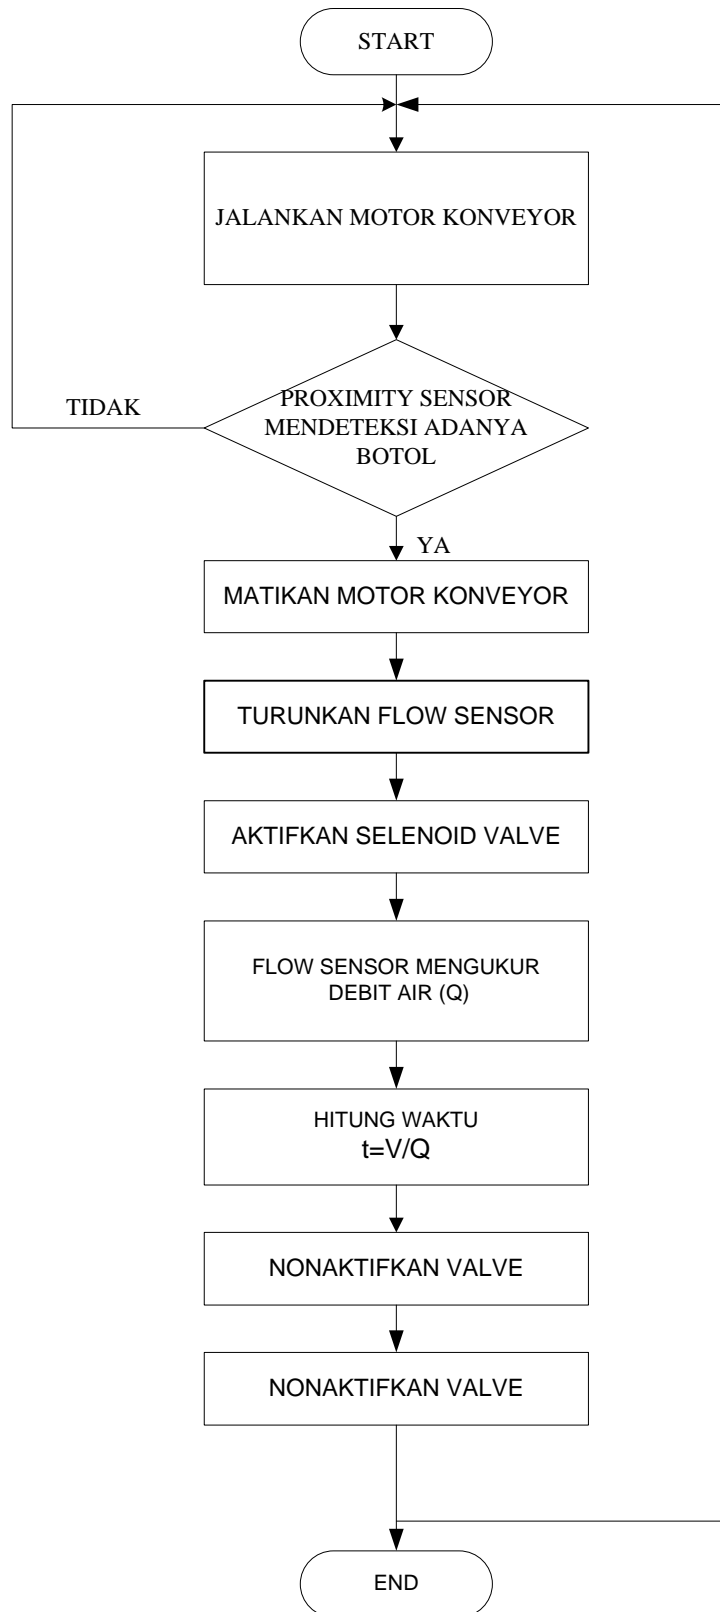 START
JALANKAN MOTOR KONVEYOR
PROXIMITY SENSOR
MENDETEKSI ADANYA
BOTOL
TIDAK
YA
MATIKAN MOTOR KONVEYOR
TURUNKAN FLOW SENSOR
AKTIFKAN SELENOID VALVE
FLOW SENSOR MENGUKUR
DEBIT AIR (Q)
HITUNG WAKTU
t=V/Q
NONAKTIFKAN VALVE
NONAKTIFKAN VALVE
END